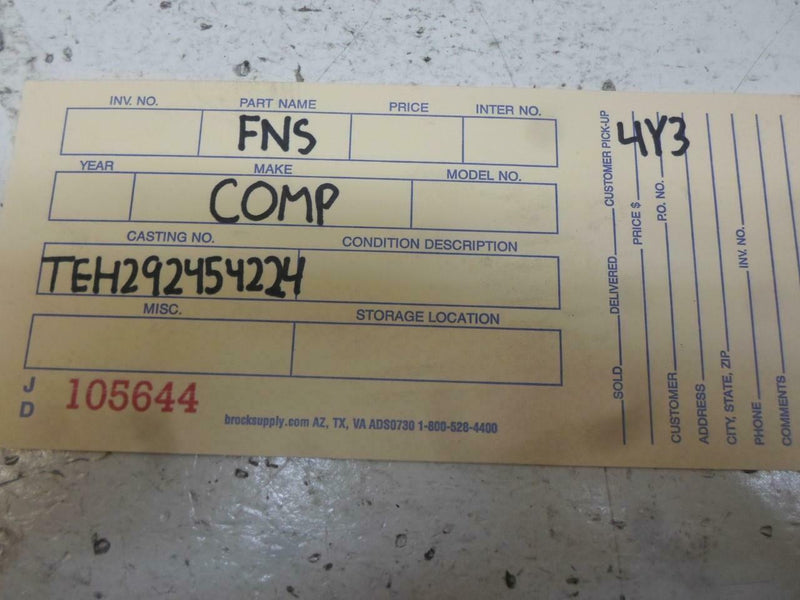 INV. NO. PART NAME PRICE INTER NO.
FNS
YEAR MAKE MODEL NO.
COMP
CASTING NO. CONDITION DESCRIPTION
TEH292454224
MISC. STORAGE LOCATION
J D 105644
brocksupply.com AZ, TX, VA ADS0730 1-800-528-4400
4Y3
SOLD DELIVERED CUSTOMER PICK-UP
PRICE $
CUSTOMER P.O. NO.
ADDRESS
CITY, STATE, ZIP
PHONE INV. NO.
COMMENTS